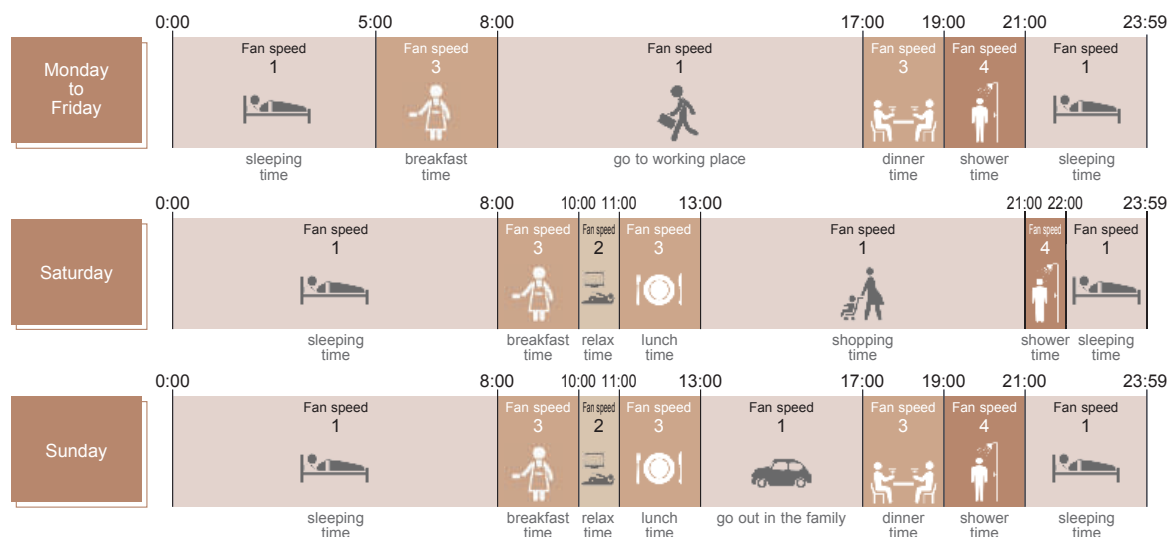 0:00 5:00 8:00 17:00 19:00 21:00 23:59
Monday
to
Friday
Fan speed Fan speed Fan speed Fan speed Fan speed Fan speed
1 3 1 3 4 1
sleeping breakfast go to working place dinner shower sleeping
time time time time time
0:00 8:00 10:00 11:00 13:00 21:00 22:00 23:59
Saturday
Fan speed Fan speed Fan speed Fan speed Fan speed Fan speed Fan speed
1 3 2 3 1 4 1
sleeping breakfast relax lunch shopping shower sleeping
time time time time time time time
0:00 8:00 10:00 11:00 13:00 17:00 19:00 21:00 23:59
Sunday
Fan speed Fan speed Fan speed Fan speed Fan speed Fan speed Fan speed Fan speed
1 3 2 3 1 3 4 1
sleeping breakfast relax lunch go out in the family dinner shower sleeping
time time time time time time time